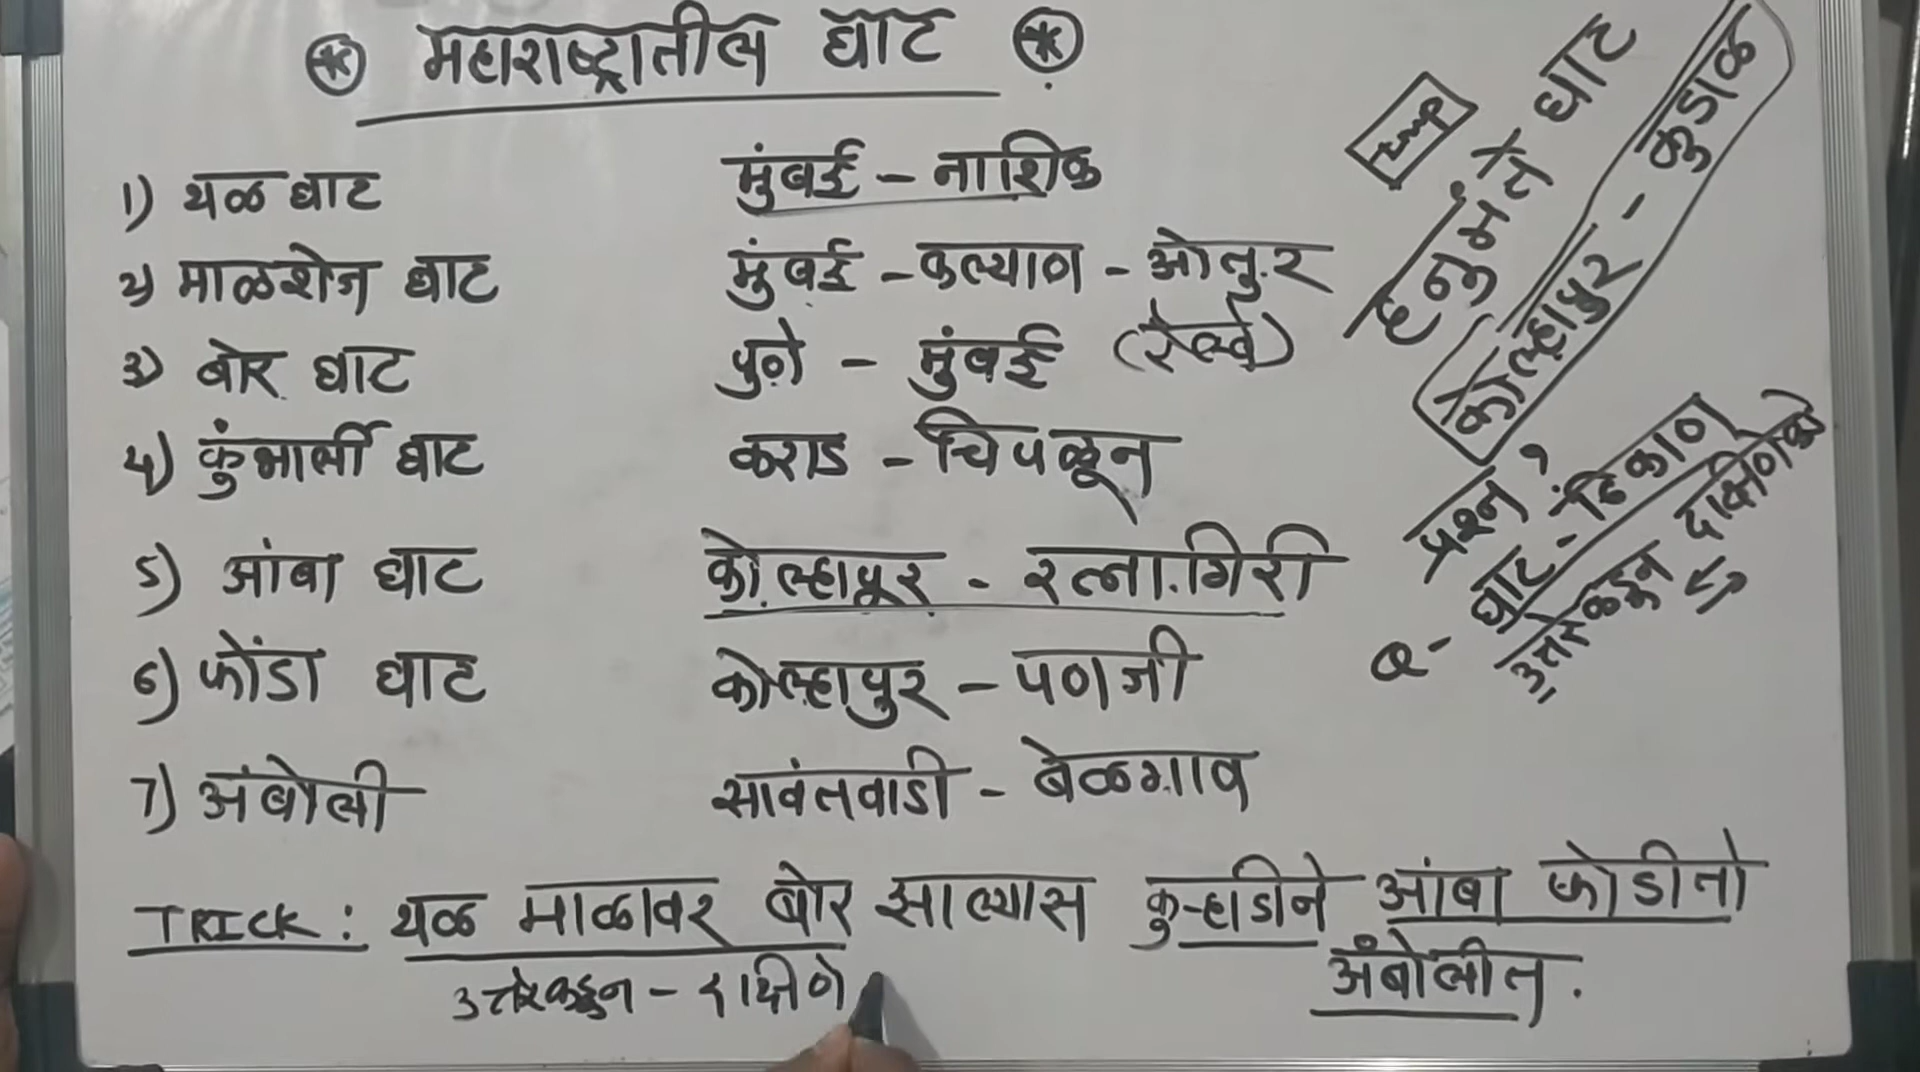 * महाराष्ट्रातील घाट *
1) थळ घाट मुंबई - नाशिक
2) माळशेज घाट मुंबई - कल्याण - ओतुर
3) बोर घाट पुणे - मुंबई (रेल्वे)
4) कुंभार्ली घाट कराड - चिपळून
5) आंबा घाट कोल्हापूर - रत्नागिरी
6) फोंडा घाट कोल्हापुर - पणजी
7) अंबोली सावंतवाडी - बेळगाव
TRICK: थळ माळावर बोर साल्यास कुऱ्हाडीने आंबा फोडीतो
अंबोलीत.
उत्तरेकडुन - दक्षीणे
Imp
हनुमंते घाट
कोल्हापुर - कुडाळ
प्रश्न ?
Q - घाट - ठिकाण
उत्तरेकडून दक्षिणेकडे